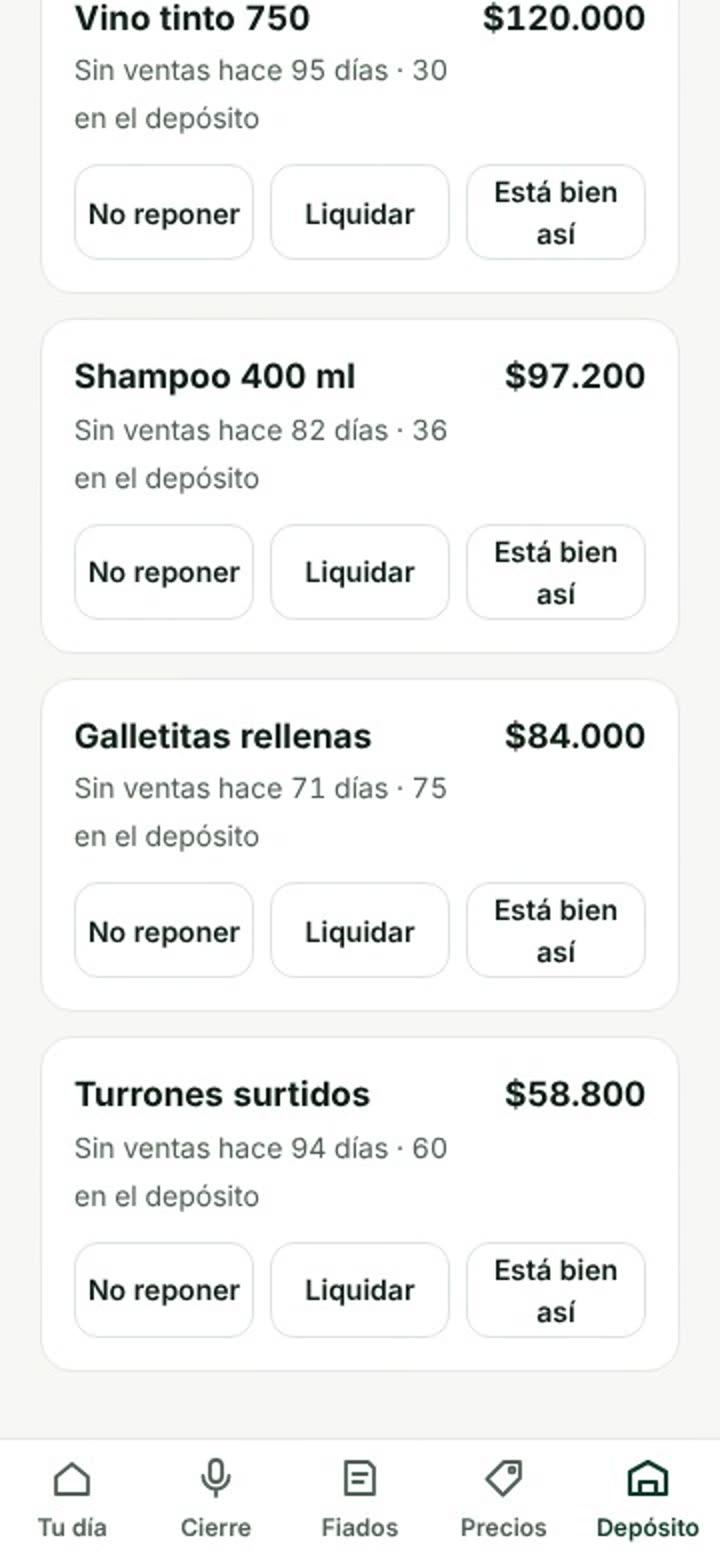 Vino tinto 750 $120.000
Sin ventas hace 95 días · 30
en el depósito
No reponer Liquidar Está bien
así
Shampoo 400 ml $97.200
Sin ventas hace 82 días · 36
en el depósito
No reponer Liquidar Está bien
así
Galletitas rellenas $84.000
Sin ventas hace 71 días · 75
en el depósito
No reponer Liquidar Está bien
así
Turrones surtidos $58.800
Sin ventas hace 94 días · 60
en el depósito
No reponer Liquidar Está bien
así
Tu día Cierre Fiados Precios Depósito